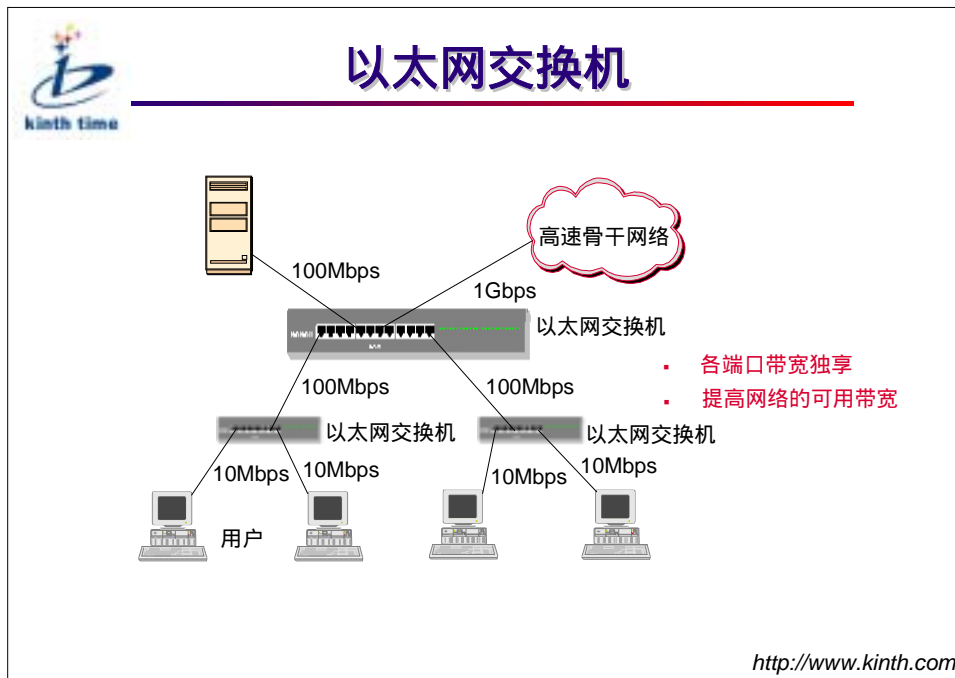 以太网交换机
kinth time
高速骨干网络
100Mbps
1Gbps
以太网交换机
各端口带宽独享
100Mbps
100Mbps
提高网络的可用带宽
以太网交换机
以太网交换机
10Mbps
10Mbps
10Mbps
10Mbps
用户
http://www.kinth.com